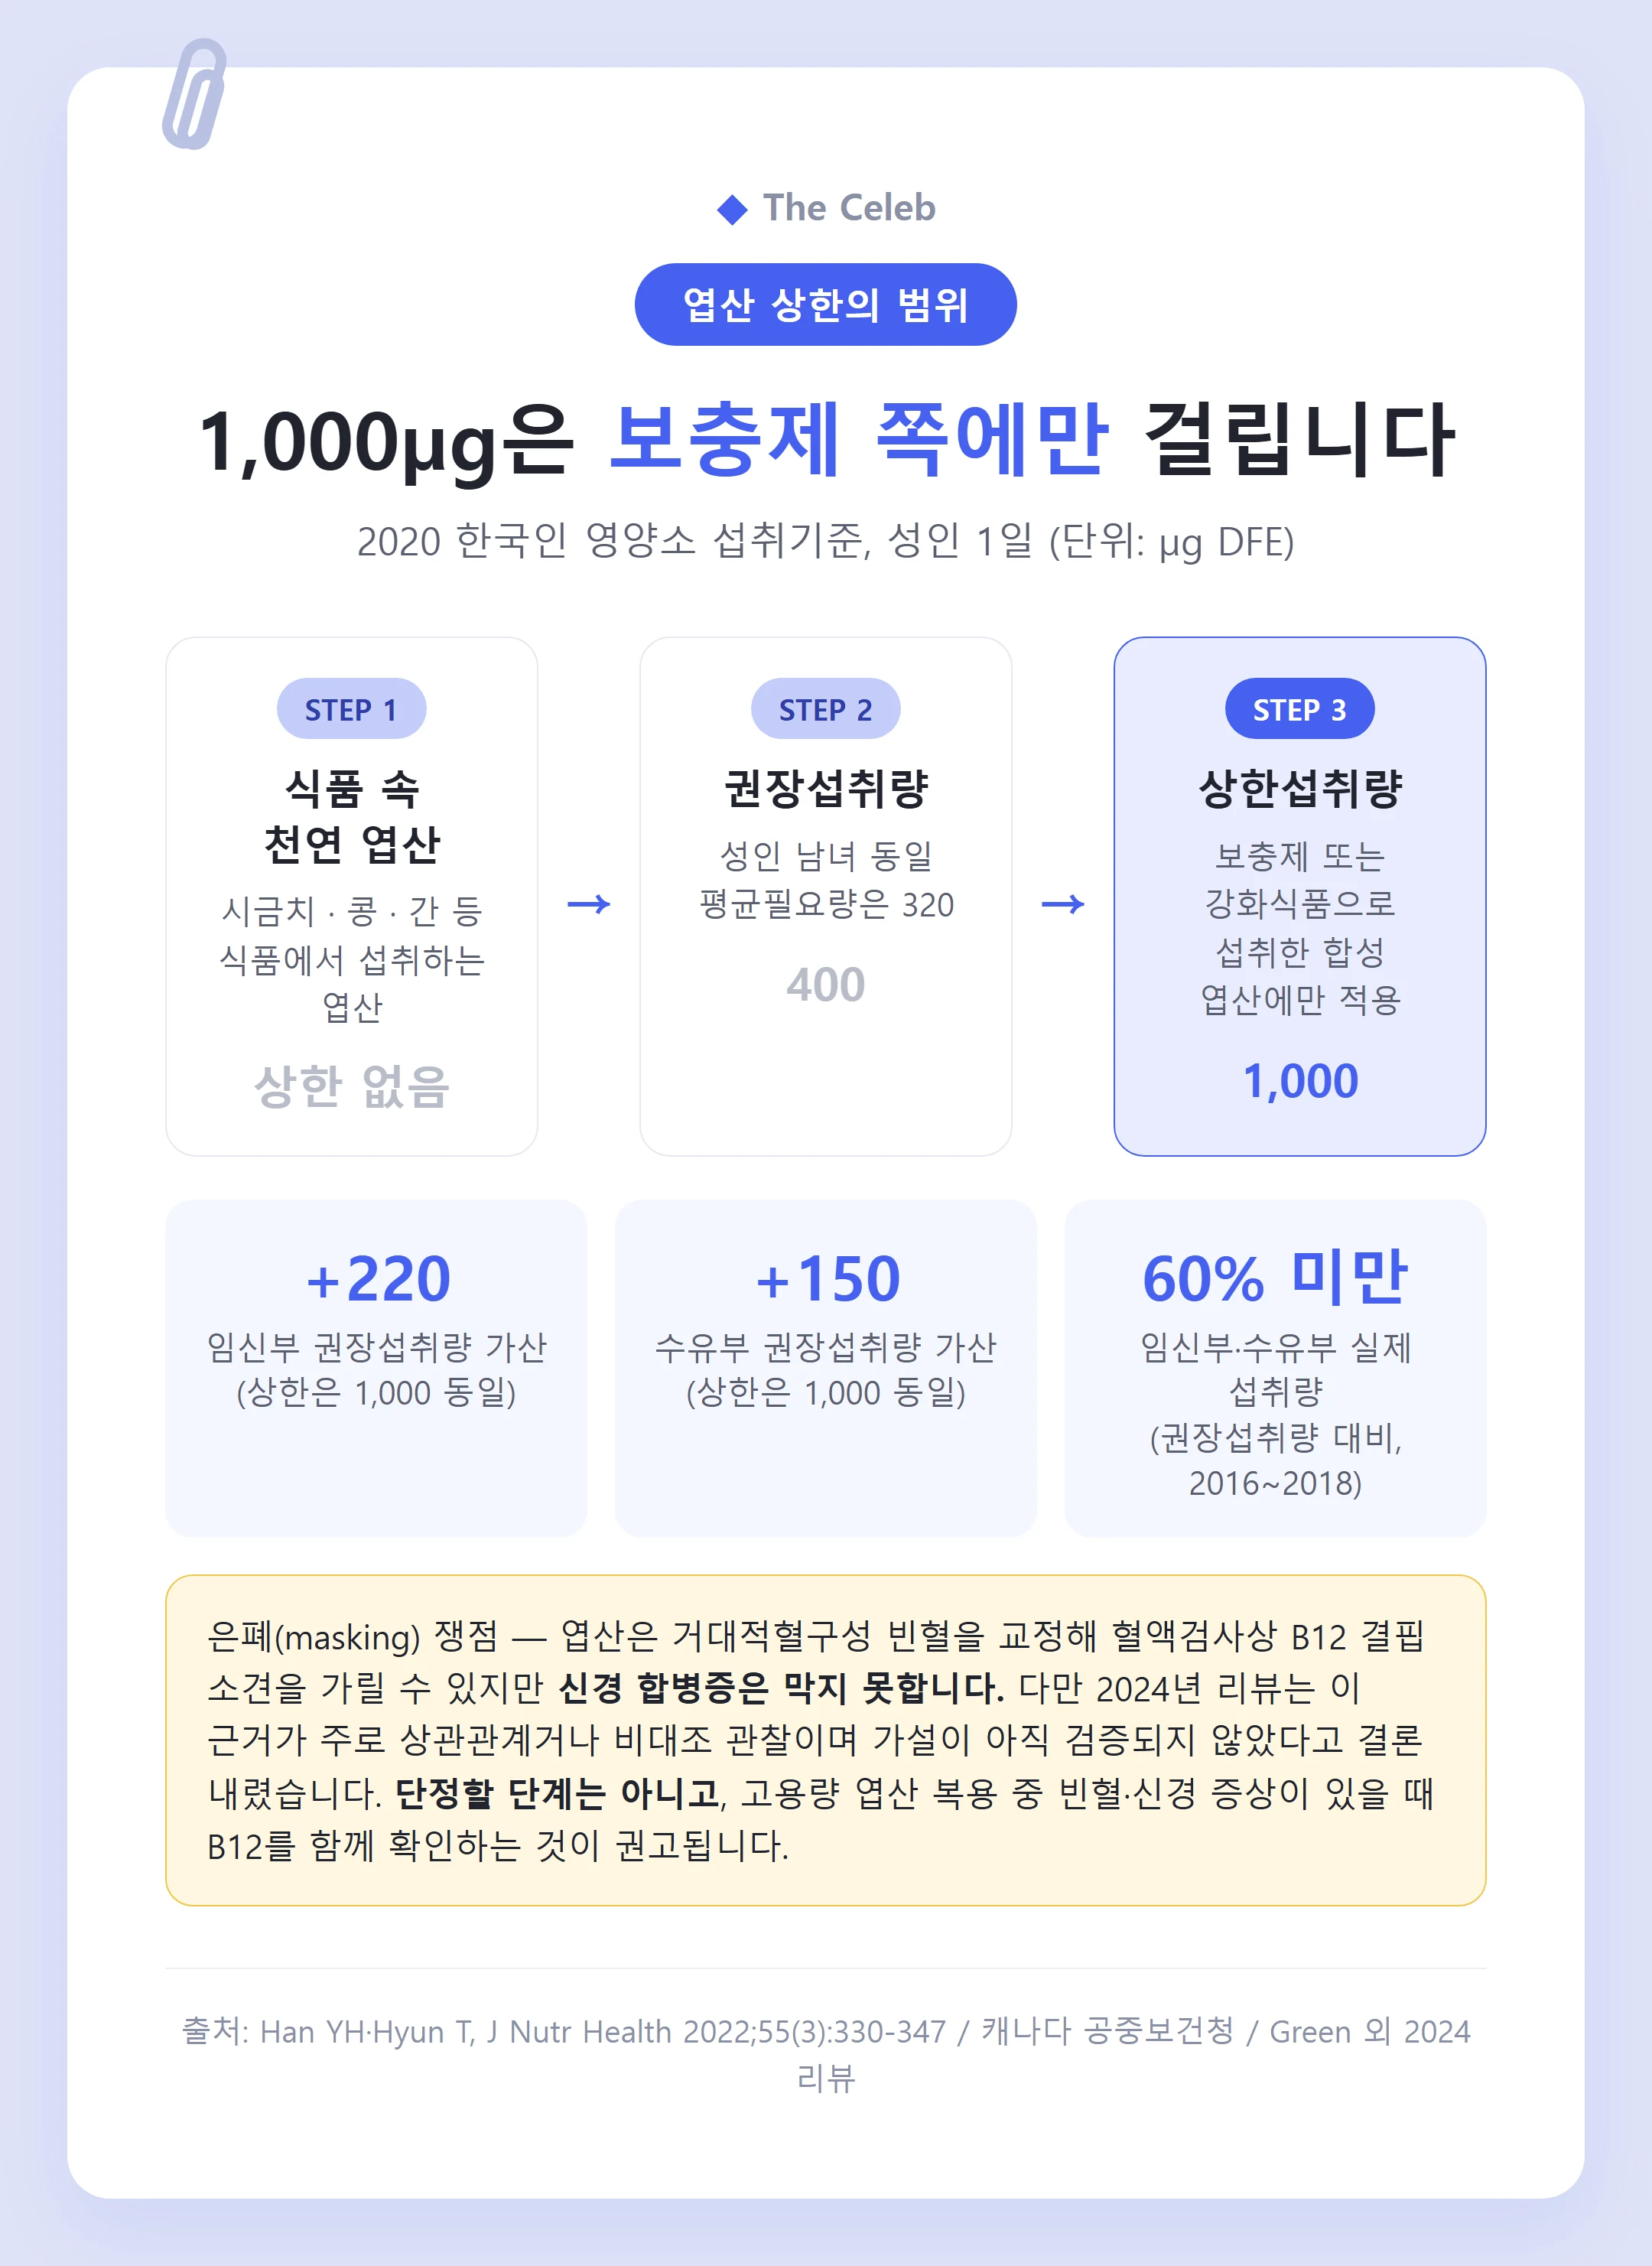 The Celeb
엽산 상한의 범위
1,000µg은 보충제 쪽에만 걸립니다
2020 한국인 영양소 섭취기준, 성인 1일 (단위: µg DFE)
STEP 1
식품 속
천연 엽산
시금치 · 콩 · 간 등
식품에서 섭취하는
엽산
상한 없음
→
STEP 2
권장섭취량
성인 남녀 동일
평균필요량은 320
400
→
STEP 3
상한섭취량
보충제 또는
강화식품으로
섭취한 합성
엽산에만 적용
1,000
+220
임신부 권장섭취량 가산
(상한은 1,000 동일)
+150
수유부 권장섭취량 가산
(상한은 1,000 동일)
60% 미만
임신부·수유부 실제
섭취량
(권장섭취량 대비,
2016~2018)
은폐(masking) 쟁점 — 엽산은 거대적혈구성 빈혈을 교정해 혈액검사상 B12 결핍
소견을 가릴 수 있지만 신경 합병증은 막지 못합니다. 다만 2024년 리뷰는 이
근거가 주로 상관관계거나 비대조 관찰이며 가설이 아직 검증되지 않았다고 결론
내렸습니다. 단정할 단계는 아니고, 고용량 엽산 복용 중 빈혈·신경 증상이 있을 때
B12를 함께 확인하는 것이 권고됩니다.
출처: Han YH·Hyun T, J Nutr Health 2022;55(3):330-347 / 캐나다 공중보건청 / Green 외 2024
리뷰